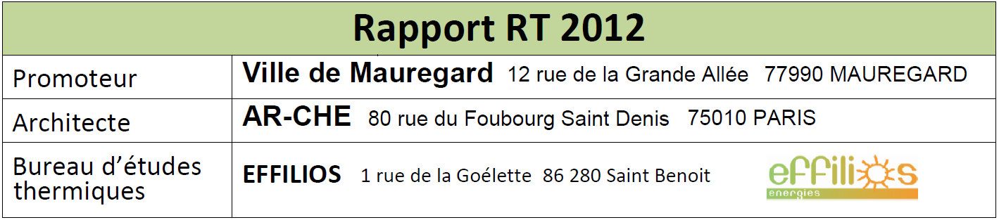 Rapport RT 2012
Promoteur
Ville de Mauregard 12 rue de la Grande Allée 77990 MAUREGARD
Architecte
AR-CHE 80 rue du Foubourg Saint Denis 75010 PARIS
Bureau d'études
thermiques
EFFILIOS 1 rue de la Goélette 86 280 Saint Benoit
effilios
energies